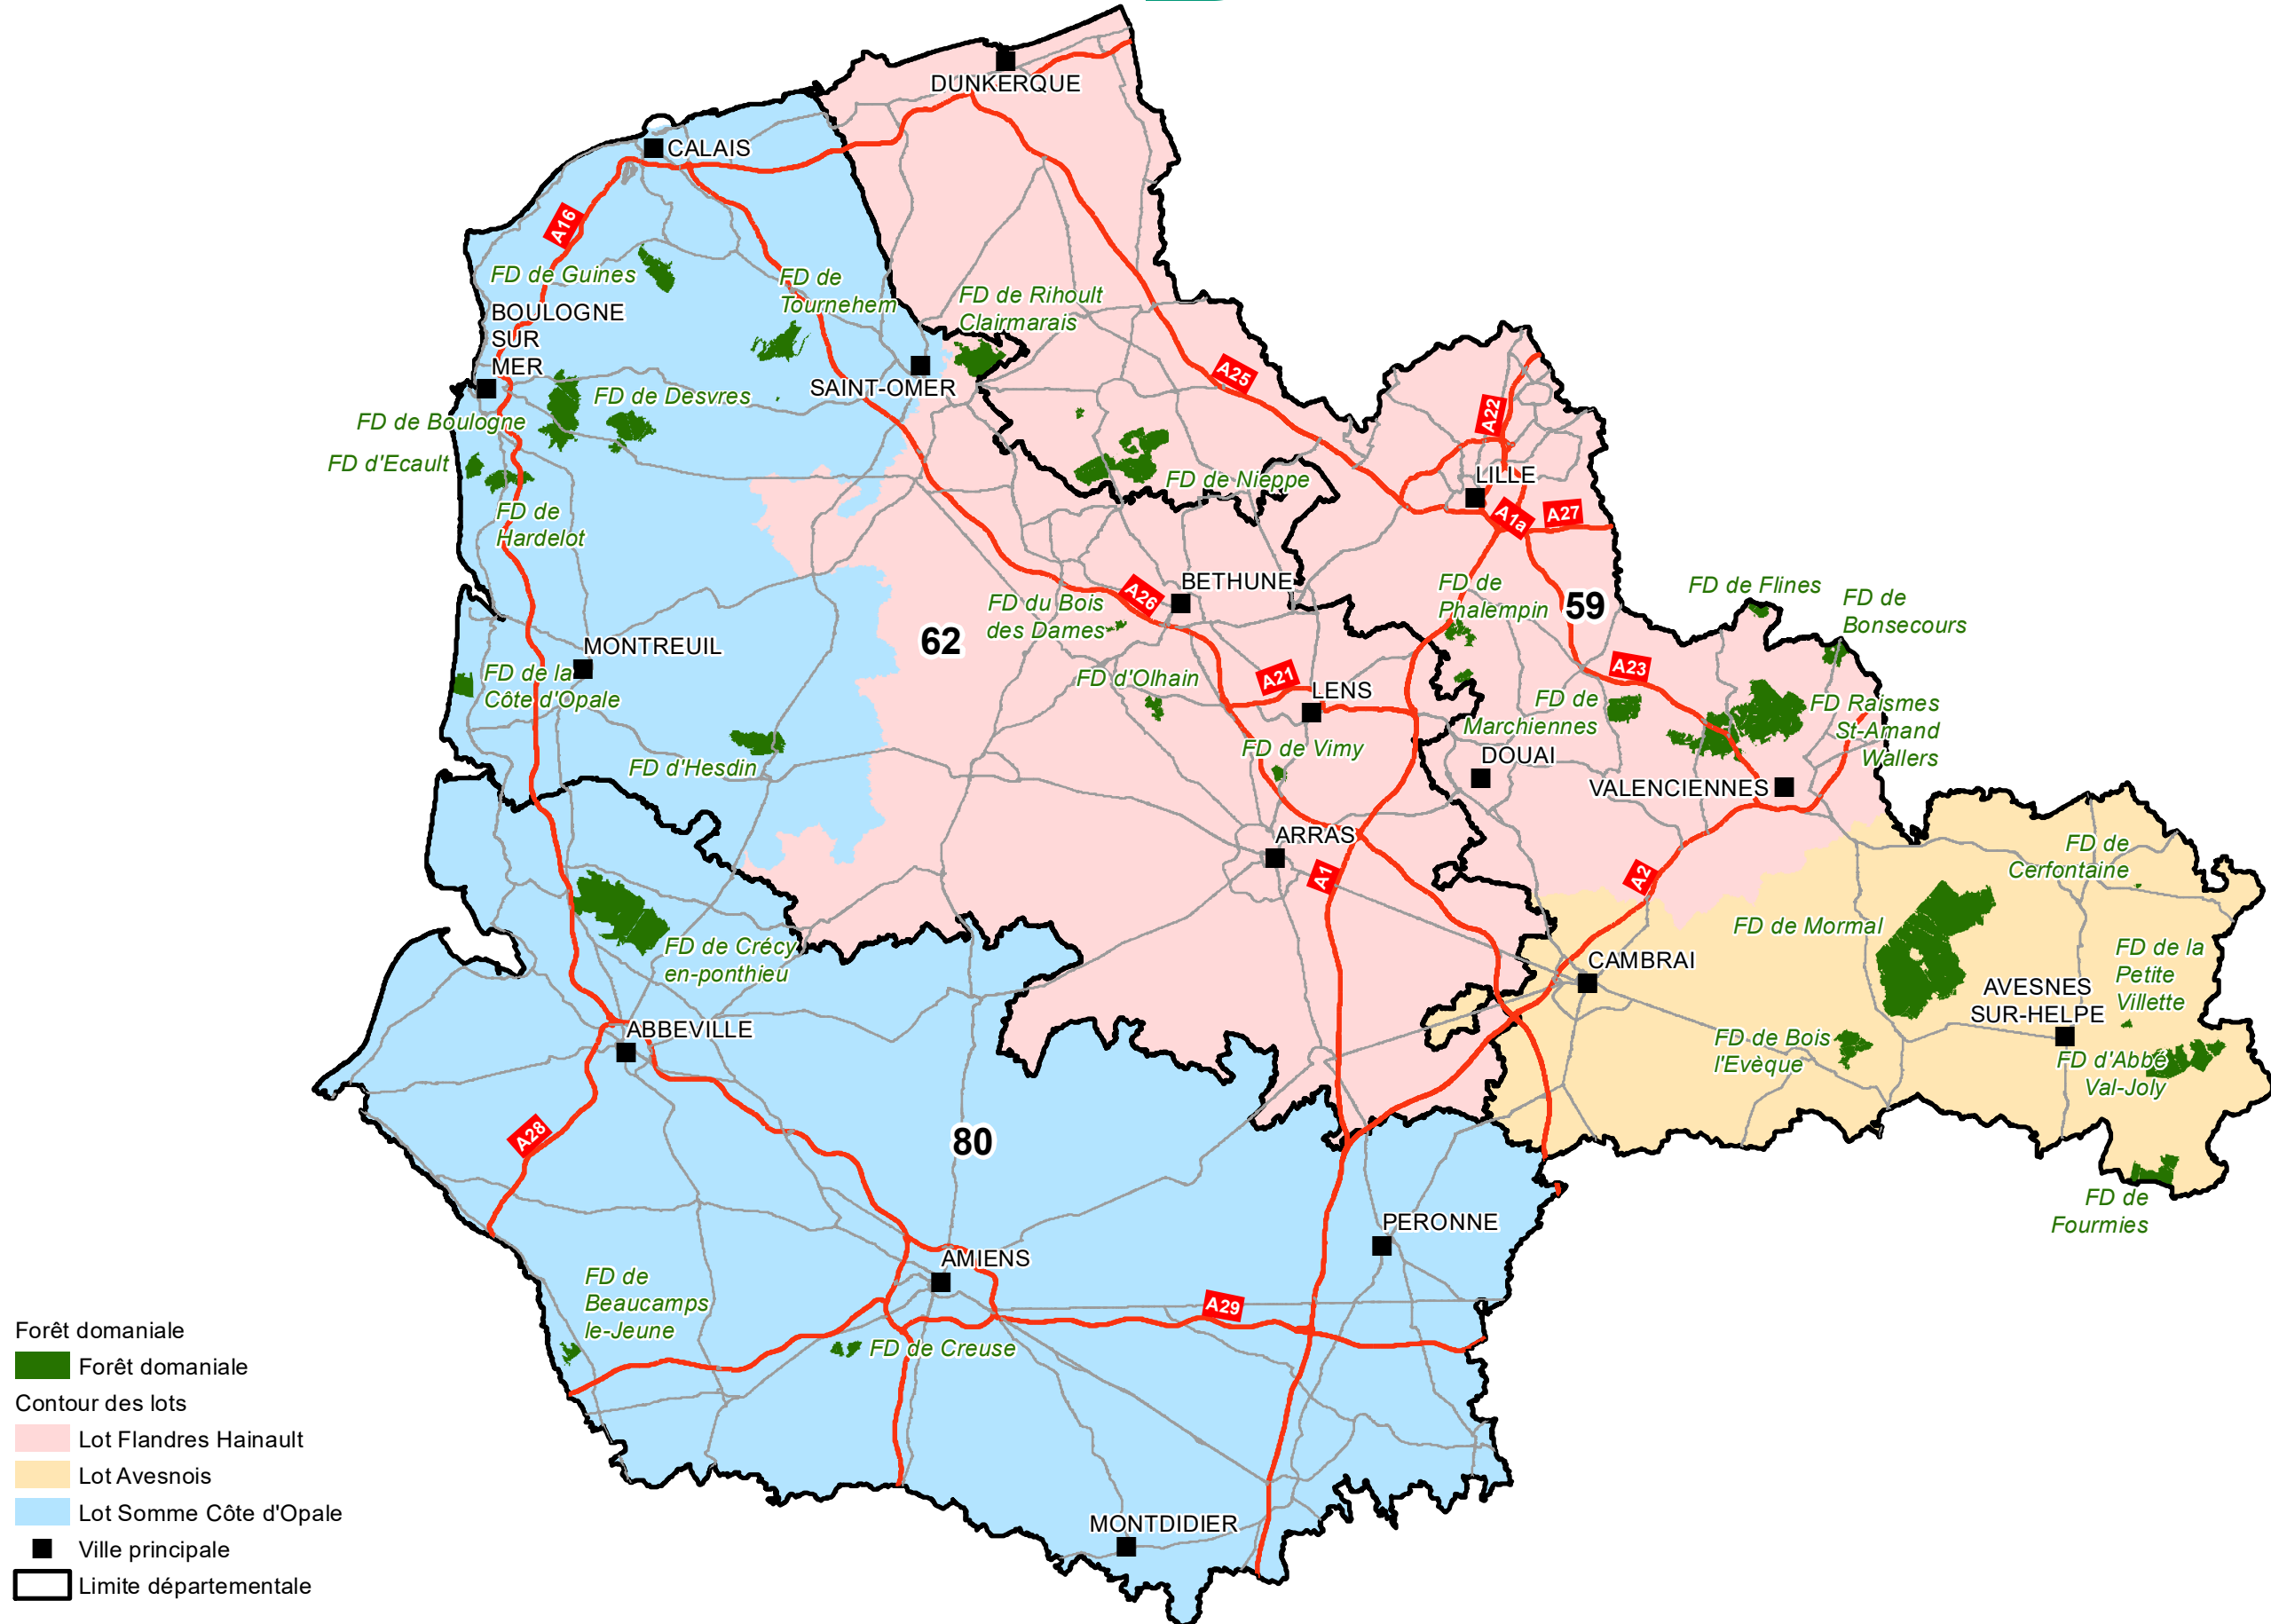 DUNKERQUE
CALAIS
A16
FD de Guines
FD de
Tournehem
FD de Rihoult
Clairmarais
BOULOGNE
SUR
MER
SAINT-OMER
A25
FD de Desvres
FD de Boulogne
A22
FD d'Ecault
FD de Nieppe
LILLE
FD de
Hardelot
A1a
A27
BETHUNE
A26
FD du Bois
des Dames
FD de
Phalempin
59
FD de Flines
FD de
Bonsecours
62
MONTREUIL
FD de la
Côte d'Opale
FD d'Olhain
A21
LENS
A23
FD de
Marchiennes
FD Raismes
St-Amand
Wallers
FD d'Hesdin
FD de Vimy
DOUAI
VALENCIENNES
ARRAS
A1
A2
FD de
Cerfontaine
FD de Mormal
FD de Crécy
en-ponthieu
CAMBRAI
FD de la
Petite
Villette
AVESNES
SUR-HELPE
ABBEVILLE
FD de Bois
l'Evèque
FD d'Abbé
Val-Joly
A28
80
FD de
Fourmies
PERONNE
AMIENS
FD de
Beaucamps
le-Jeune
A29
FD de Creuse
MONTDIDIER
Forêt domaniale
Forêt domaniale
Contour des lots
Lot Flandres Hainault
Lot Avesnois
Lot Somme Côte d'Opale
Ville principale
Limite départementale